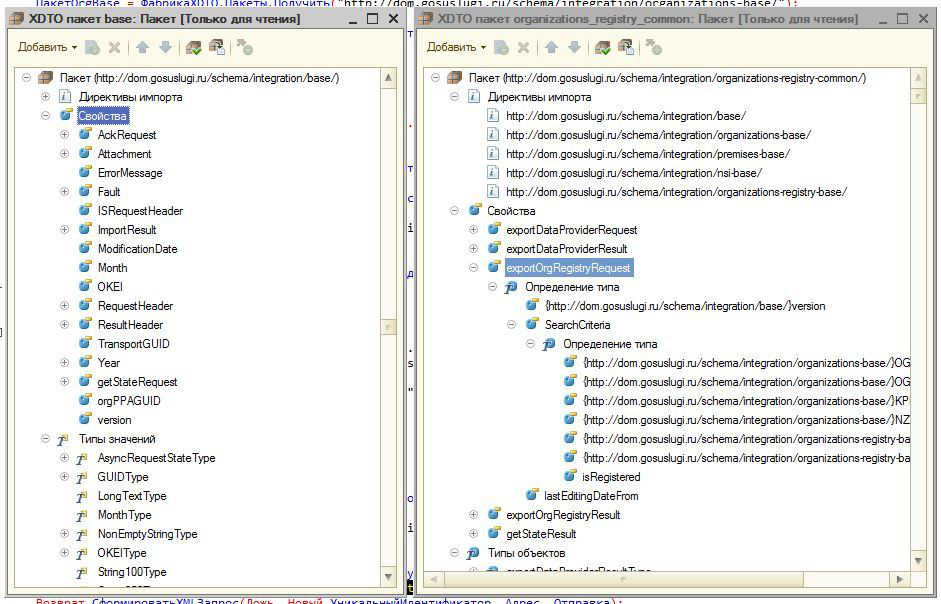 ПакетOrgBase = ФабрикаXDTO.Пакеты.Получить("http://dom.gosuslugi.ru/schema/integration/organizations-base/");
XDTO пакет base: Пакет [Только для чтения]
Добавить
Пакет (http://dom.gosuslugi.ru/schema/integration/base/)
Директивы импорта
Свойства
AckRequest
Attachment
ErrorMessage
Fault
ISRequestHeader
ImportResult
ModificationDate
Month
OKEI
RequestHeader
ResultHeader
TransportGUID
Year
getStateRequest
orgPPAGUID
version
Типы значений
AsyncRequestStateType
GUIDType
LongTextType
MonthType
NonEmptyStringType
OKEIType
String100Type
XDTO пакет organizations_registry_common: Пакет [Только для чтения]
Добавить
Пакет (http://dom.gosuslugi.ru/schema/integration/organizations-registry-common/)
Директивы импорта
http://dom.gosuslugi.ru/schema/integration/base/
http://dom.gosuslugi.ru/schema/integration/organizations-base/
http://dom.gosuslugi.ru/schema/integration/premises-base/
http://dom.gosuslugi.ru/schema/integration/nsi-base/
http://dom.gosuslugi.ru/schema/integration/organizations-registry-base/
Свойства
exportDataProviderRequest
exportDataProviderResult
exportOrgRegistryRequest
Определение типа
{http://dom.gosuslugi.ru/schema/integration/base/}version
SearchCriteria
Определение типа
{http://dom.gosuslugi.ru/schema/integration/organizations-base/}OG
{http://dom.gosuslugi.ru/schema/integration/organizations-base/}OG
{http://dom.gosuslugi.ru/schema/integration/organizations-base/}KP
{http://dom.gosuslugi.ru/schema/integration/organizations-base/}NZ
{http://dom.gosuslugi.ru/schema/integration/organizations-registry-ba
{http://dom.gosuslugi.ru/schema/integration/organizations-registry-ba
isRegistered
lastEditingDateFrom
exportOrgRegistryResult
getStateResult
Типы объектов
exportDataProviderResultType
Возврат СформироватьXMLЗапрос(Ложь, Новый УникальныйИдентификатор, Адрес, Отправка);